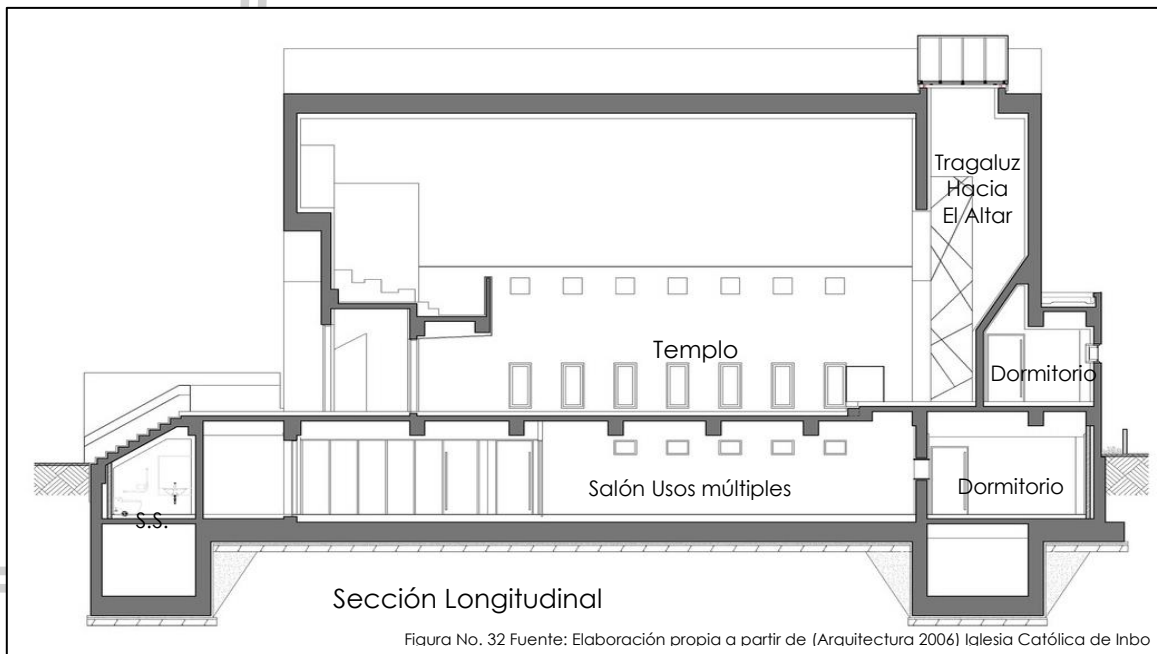 Tragaluz
Hacia
El Altar
Templo
Dormitorio
Salón Usos múltiples
Dormitorio
S.S.
Sección Longitudinal
Figura No. 32 Fuente: Elaboración propia a partir de (Arquitectura 2006) Iglesia Católica de Inbo